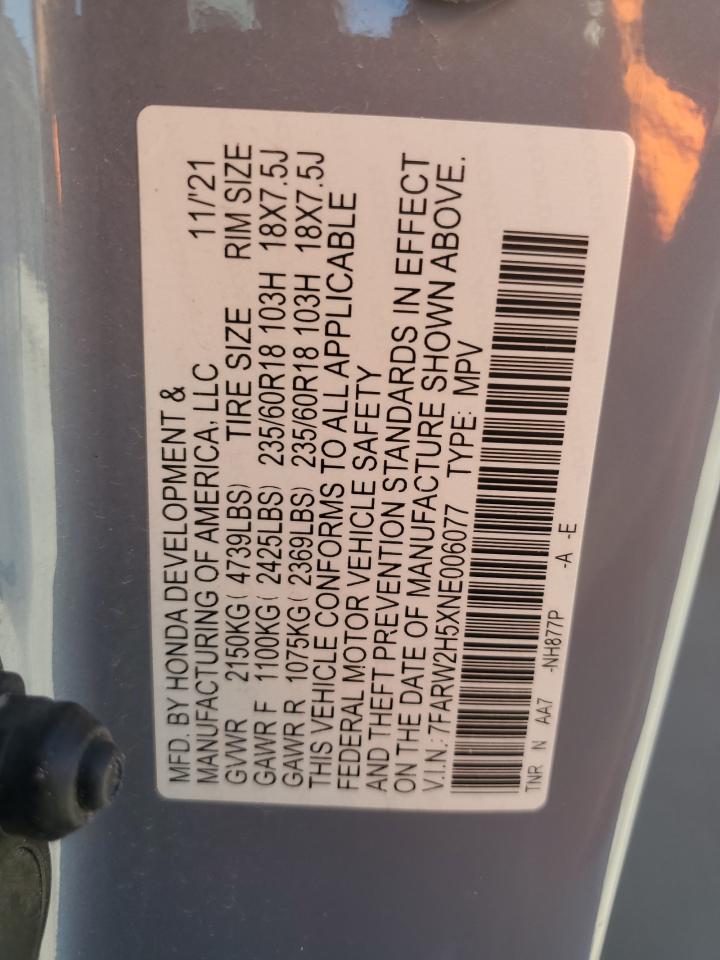 MFD. BY HONDA DEVELOPMENT & 11/'21
MANUFACTURING OF AMERICA, LLC
GVWR 2150KG( 4739LBS) TIRE SIZE RIM SIZE
GAWR F 1100KG( 2425LBS) 235/60R18 103H 18X7.5J
GAWR R 1075KG( 2369LBS) 235/60R18 103H 18X7.5J
THIS VEHICLE CONFORMS TO ALL APPLICABLE
FEDERAL MOTOR VEHICLE SAFETY
AND THEFT PREVENTION STANDARDS IN EFFECT
ON THE DATE OF MANUFACTURE SHOWN ABOVE.
V.I.N.: 7FARW2H5XNE006077 TYPE: MPV
TNR N AA7 -NH877P -A -E